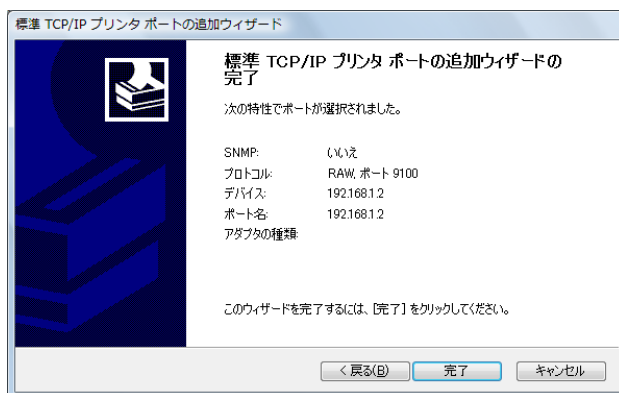 標準 TCP/IP プリンタ ポートの追加ウィザード
標準 TCP/IP プリンタ ポートの追加ウィザードの
完了
次の特性でポートが選択されました。
SNMP: いいえ
プロトコル: RAW, ポート 9100
デバイス: 192.168.1.2
ポート名: 192.168.1.2
アダプタの種類:
このウィザードを完了するには、[完了] をクリックしてください。
< 戻る(B) 完了 キャンセル